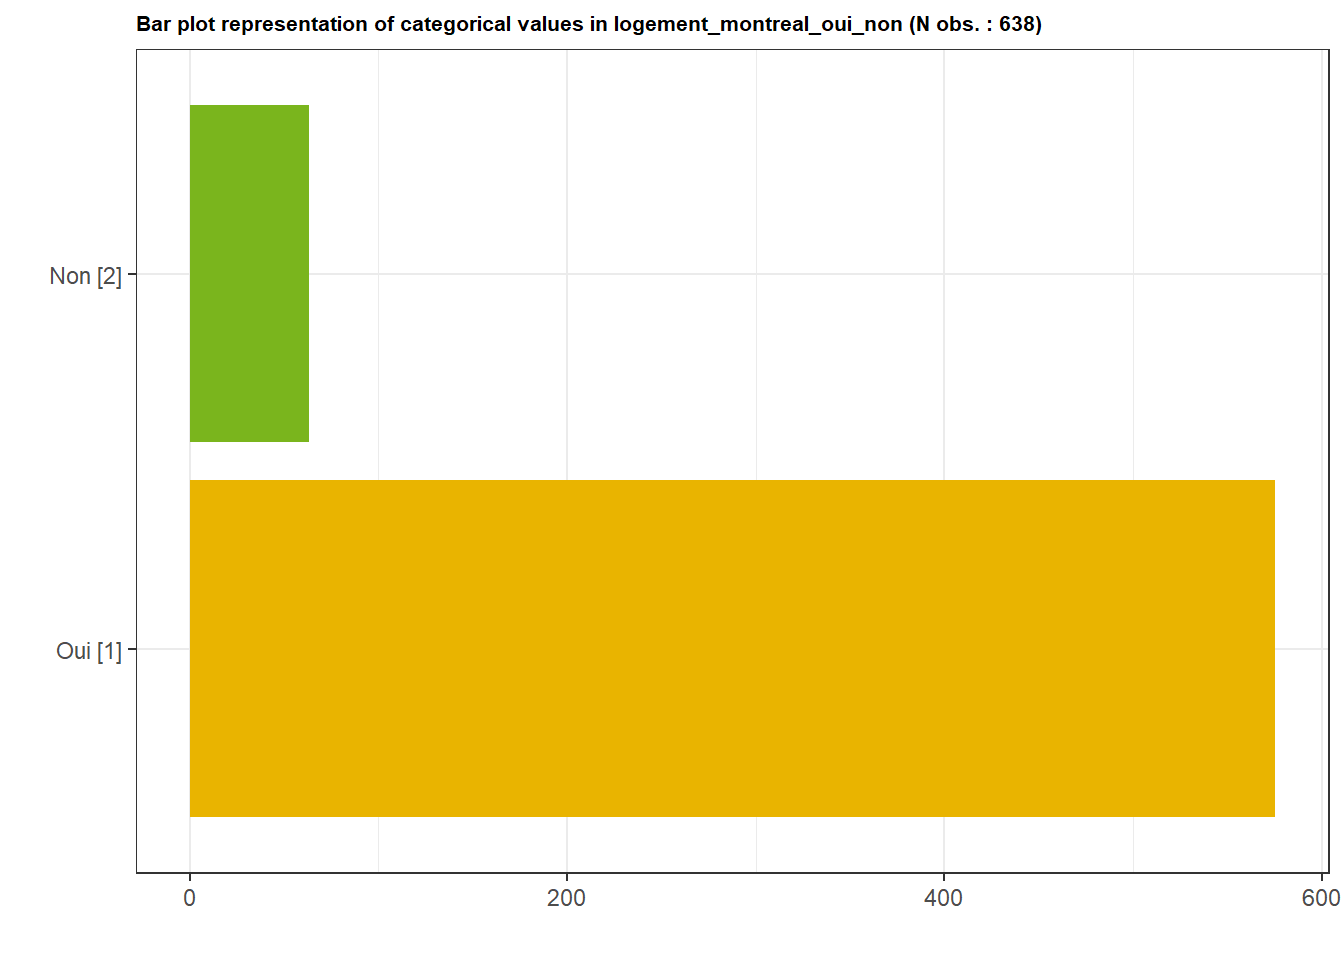 Bar plot representation of categorical values in logement_montreal_oui_non (N obs. : 638)
Non [2]
Oui [1]
0 200 400 600